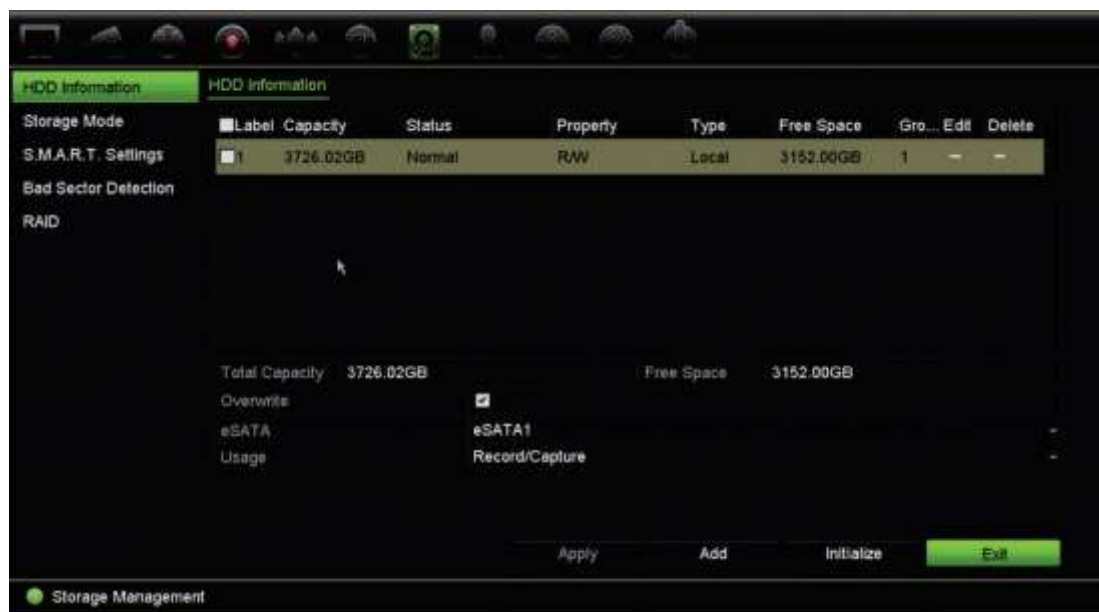 HDD Information
HDD Information
Storage Mode
Label Capacity Status Property Type Free Space Gro... Edit Delete
S.M.A.R.T. Settings
1 3726.02GB Normal R/W Local 3152.00GB 1 — —
Bad Sector Detection
RAID
Total Capacity 3726.02GB Free Space 3152.00GB
Overwrite
eSATA eSATA1
Usage Record/Capture
Apply Add Initialize Exit
Storage Management